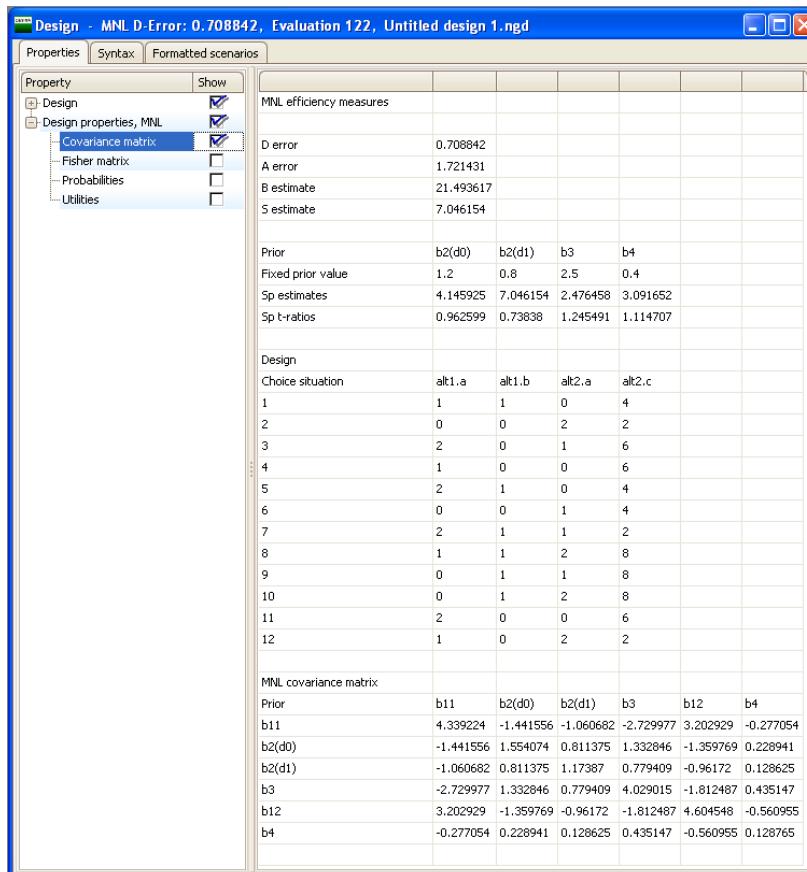 Design - MNL D-Error: 0.708842, Evaluation 122, Untitled design 1.ngd
Properties Syntax Formatted scenarios
Property Show
Design
Design properties, MNL
Covariance matrix
Fisher matrix
Probabilities
Utilities
MNL efficiency measures
D error 0.708842
A error 1.721431
B estimate 21.493617
S estimate 7.046154
Prior b2(d0) b2(d1) b3 b4
Fixed prior value 1.2 0.8 2.5 0.4
Sp estimates 4.145925 7.046154 2.476458 3.091652
Sp t-ratios 0.962599 0.73838 1.245491 1.114707
Design
Choice situation alt1.a alt1.b alt2.a alt2.c
1 1 1 0 4
2 0 0 2 2
3 2 0 1 6
4 1 0 0 6
5 2 1 0 4
6 0 0 1 4
7 2 1 1 2
8 1 1 2 8
9 0 1 1 8
10 0 1 2 8
11 2 0 0 6
12 1 0 2 2
MNL covariance matrix
Prior b11 b2(d0) b2(d1) b3 b12 b4
b11 4.339224 -1.441556 -1.060682 -2.729977 3.202929 -0.277054
b2(d0) -1.441556 1.554074 0.811375 1.332846 -1.359769 0.228941
b2(d1) -1.060682 0.811375 1.17387 0.779409 -0.96172 0.128625
b3 -2.729977 1.332846 0.779409 4.029015 -1.812487 0.435147
b12 3.202929 -1.359769 -0.96172 -1.812487 4.604548 -0.560955
b4 -0.277054 0.228941 0.128625 0.435147 -0.560955 0.128765